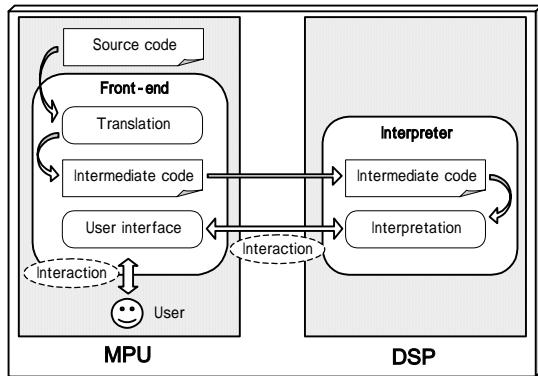 Source code
Front-end
Translation
Intermediate code
User interface
Interaction
User
MPU
Interaction
Interpreter
Intermediate code
Interpretation
DSP